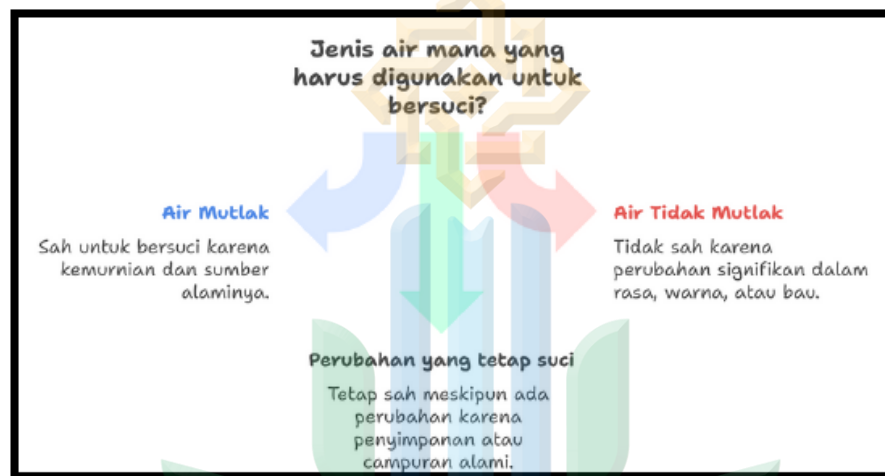 Jenis air mana yang
harus digunakan untuk
bersuci?
Air Mutlak
Sah untuk bersuci karena
kemurnian dan sumber
alaminya.
Air Tidak Mutlak
Tidak sah karena
perubahan signifikan dalam
rasa, warna, atau bau.
Perubahan yang tetap suci
Tetap sah meskipun ada
perubahan karena
penyimpanan atau
campuran alami.